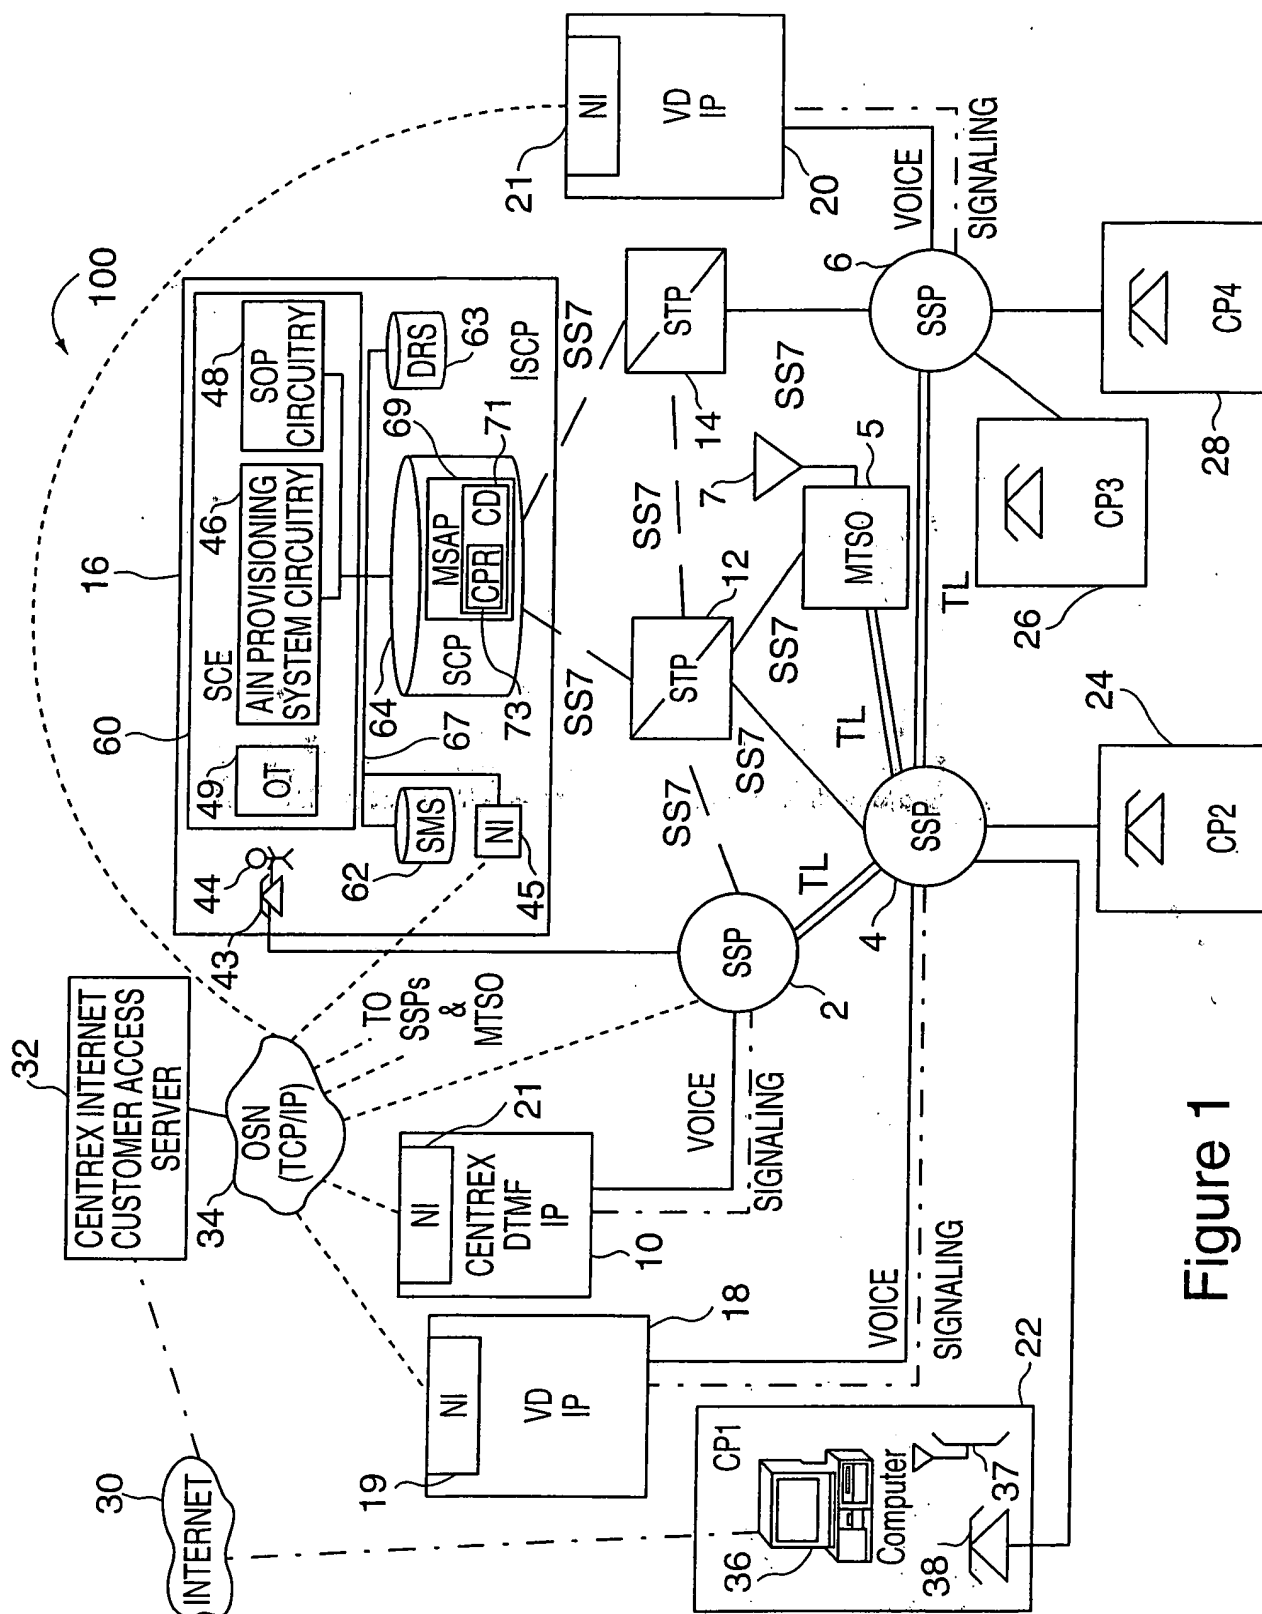 100
32
CENTREX INTERNET
CUSTOMER ACCESS
SERVER
30
INTERNET
34
OSN
(TCP/IP)
TO
SSPs
&
MTSO
16
60
SCE
49
OT
46
AIN PROVISIONING
SYSTEM CIRCUITRY
48
SOP
CIRCUITRY
43
44
62
SMS
NI
45
67
64
SCP
MSAP
69
CPR
CD
71
73
DRS
63
ISCP
21
NI
VD
IP
20
VOICE
SIGNALING
19
NI
VD
IP
18
VOICE
SIGNALING
21
NI
CENTREX
DTMF
IP
10
VOICE
SIGNALING
SS7
SS7
STP
12
STP
14
SS7
SS7
SS7
SS7
SS7
7
MTSO
5
SSP
2
SSP
4
SSP
6
TL
TL
TL
CP1
22
36
Computer
37
38
CP2
24
CP3
26
CP4
28
Figure 1